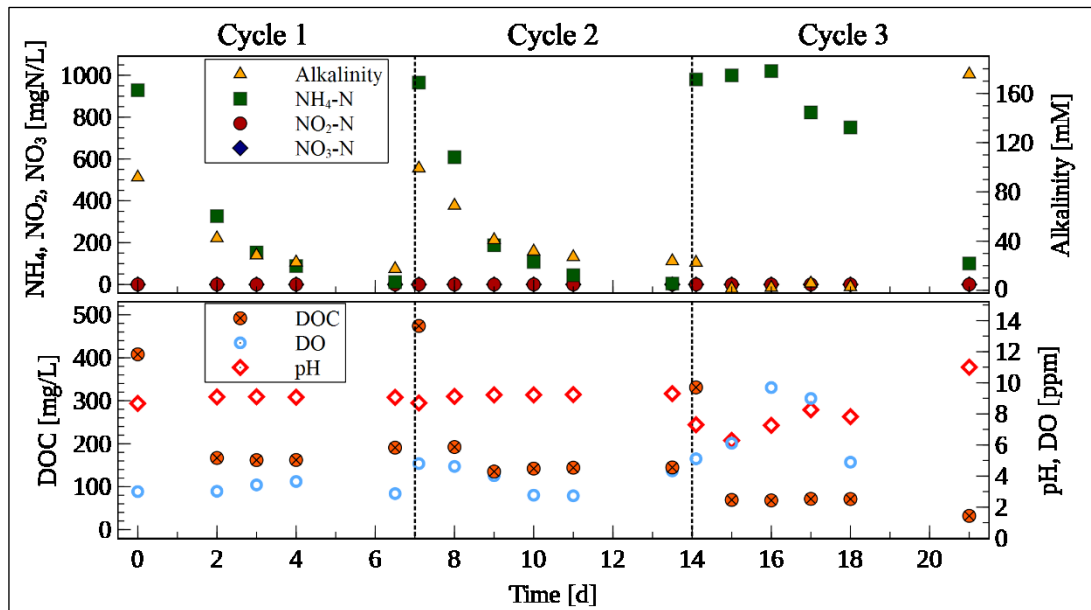 Cycle 1 Cycle 2 Cycle 3
NH₄, NO₂, NO₃ [mgN/L]
1000
800
600
400
200
0
Alkalinity
NH₄-N
NO₂-N
NO₃-N
160
120
80
40
0
Alkalinity [mM]
DOC [mg/L]
500
400
300
200
100
0
DOC
DO
pH
14
12
10
8
6
4
2
0
pH, DO [ppm]
0 2 4 6 8 10 12 14 16 18 20
Time [d]